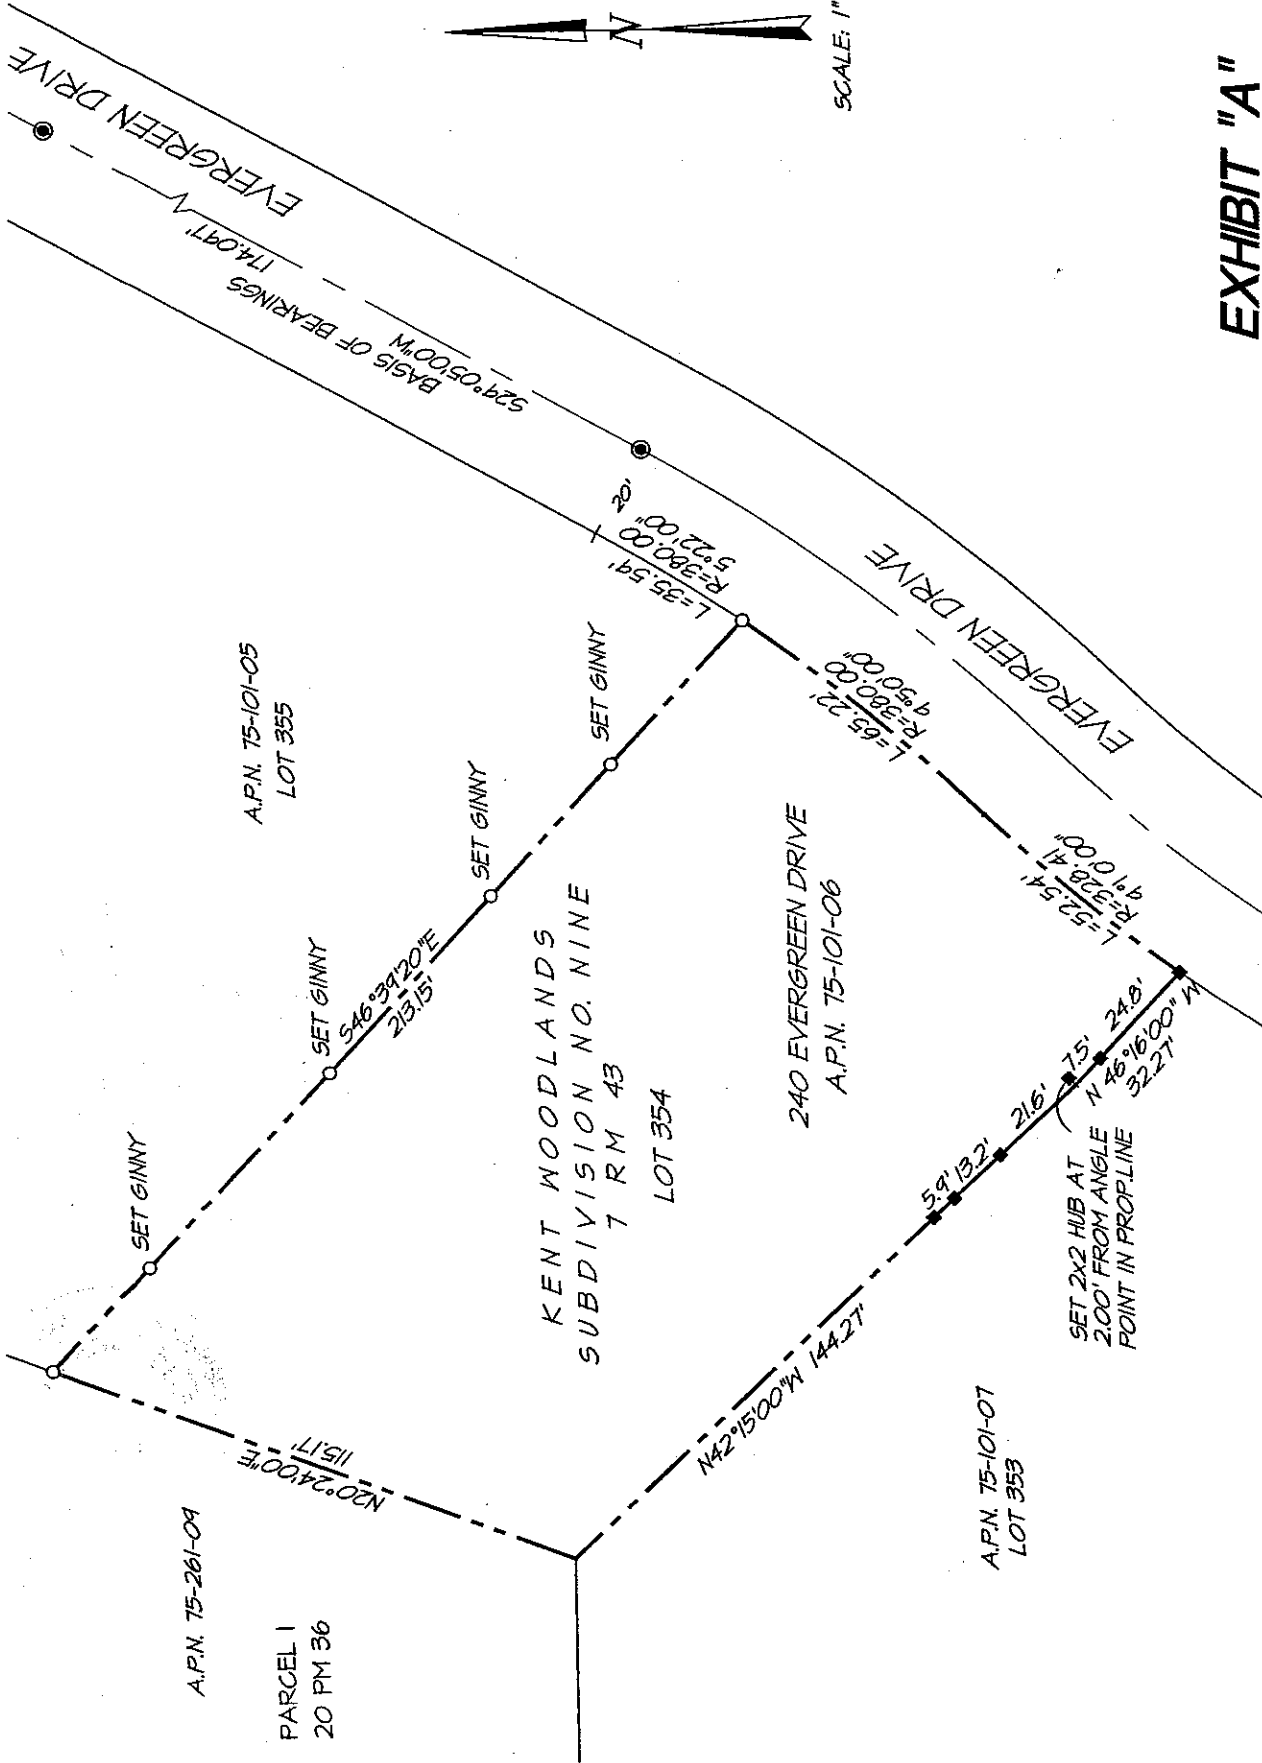 EVERGREEN DRIVE
174.097'
BASIS OF BEARINGS
S29°05'00"W
N
SCALE: 1"
EXHIBIT "A"
20'
L=35.59'
R=380.00
5°22'00"
A.P.N. 75-101-05
LOT 355
SET GINNY
SET GINNY
SET GINNY
SET GINNY
S46°39'20"E
213.15'
L=65.22'
R=380.00
9°50'00"
EVERGREEN DRIVE
L=52.54'
R=328.41
9°10'00"
KENT WOODLANDS
SUBDIVISION NO. NINE
7 RM 43
LOT 354
240 EVERGREEN DRIVE
A.P.N. 75-101-06
5.9'
13.2'
21.6'
7.5'
24.8'
N 46°16'00" W
32.27'
SET 2X2 HUB AT
2.00' FROM ANGLE
POINT IN PROP.LINE
N42°15'00"W 144.27'
N20°24'00"E
115.17'
A.P.N. 75-261-09
PARCEL 1
20 PM 36
A.P.N. 75-101-07
LOT 353